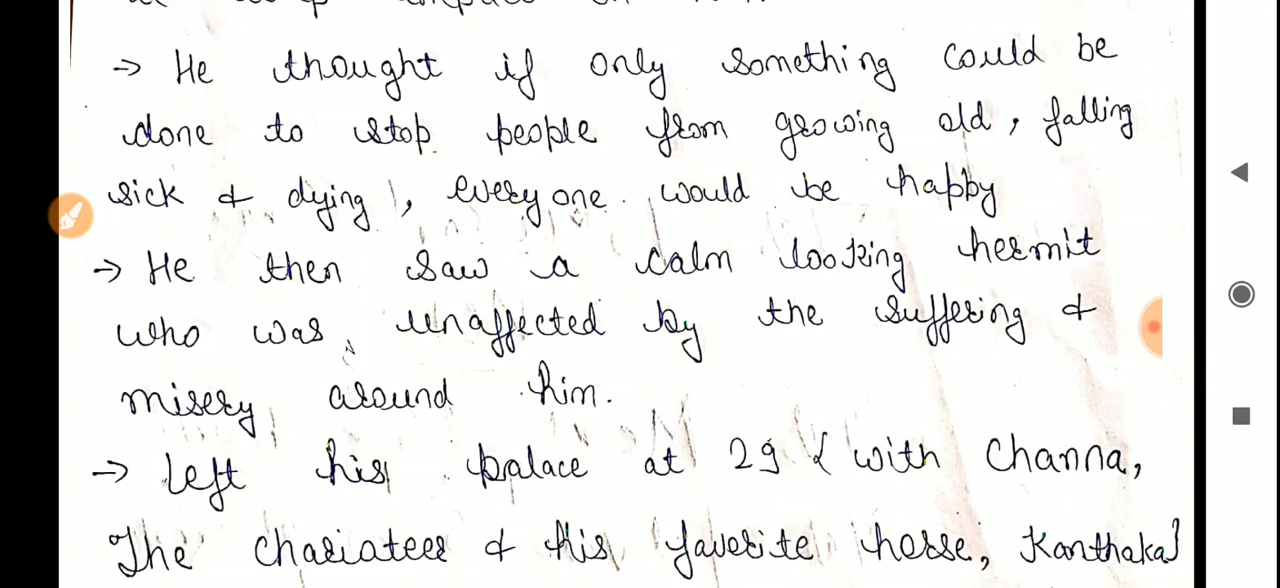 → He thought if only something could be
done to stop people from growing old, falling
sick & dying, everyone would be happy
→ He then saw a calm looking hermit
who was unaffected by the suffering &
misery around him.
→ left his palace at 29 { with Channa,
The chariateer & his faverite horse, Kanthaka}